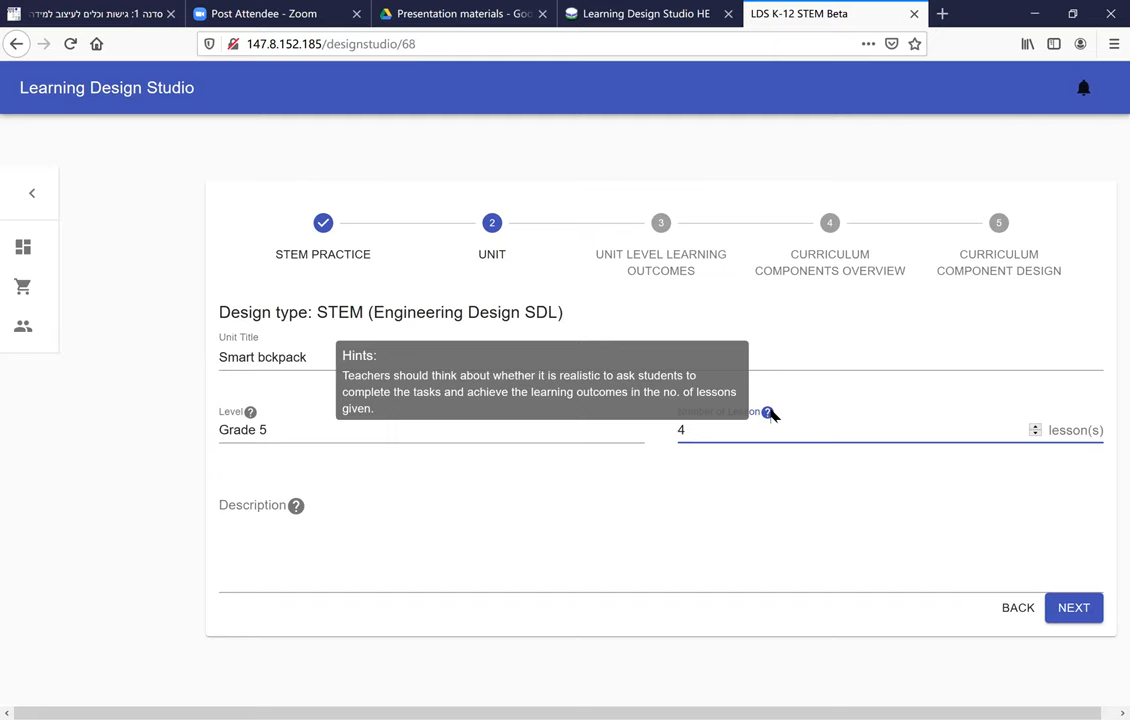 סדנה 1: גישות וכלים לעיצוב למידה
Post Attendee - Zoom
Presentation materials - Goo
Learning Design Studio HE
LDS K-12 STEM Beta
147.8.152.185/designstudio/68
Learning Design Studio
2
3
4
5
STEM PRACTICE
UNIT
UNIT LEVEL LEARNING
OUTCOMES
CURRICULUM
COMPONENTS OVERVIEW
CURRICULUM
COMPONENT DESIGN
Design type: STEM (Engineering Design SDL)
Unit Title
Smart bckpack
Hints:
Teachers should think about whether it is realistic to ask students to
complete the tasks and achieve the learning outcomes in the no. of lessons
given.
Level ?
Number of Lesson ?
Grade 5
4
lesson(s)
Description ?
BACK
NEXT